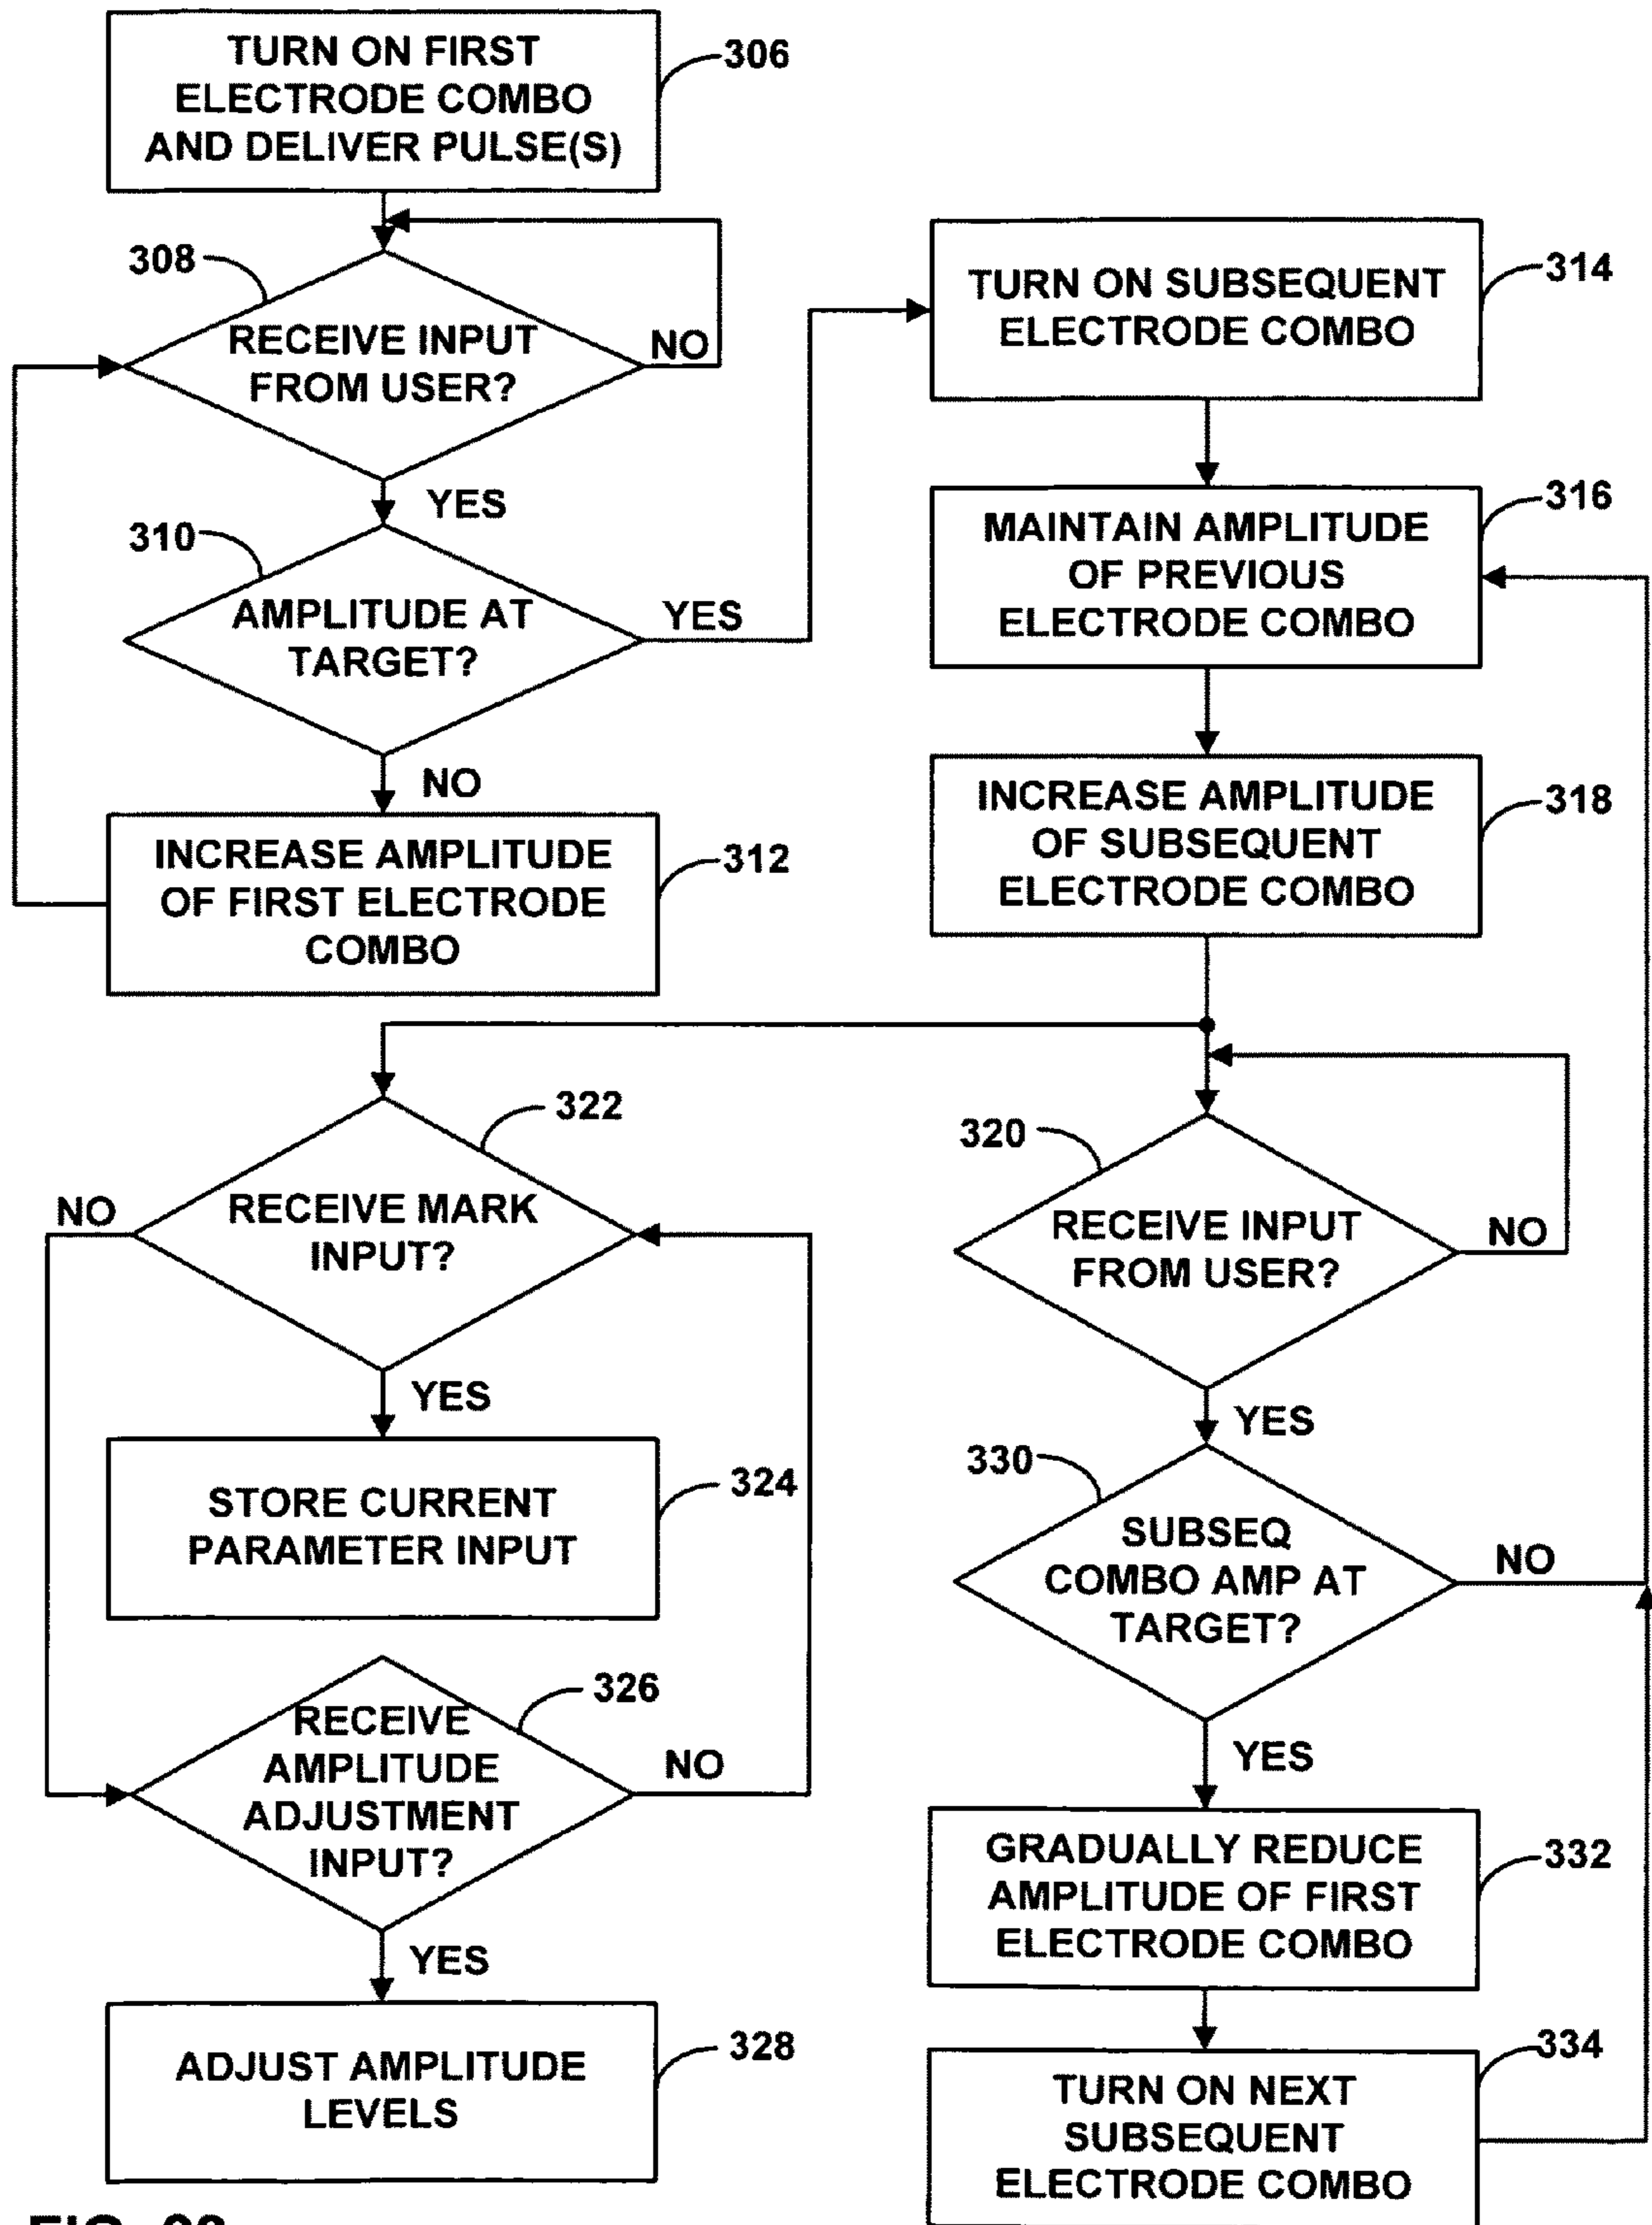 TURN ON FIRST
ELECTRODE COMBO
AND DELIVER PULSE(S)
306
308
RECEIVE INPUT
FROM USER?
NO
YES
310
AMPLITUDE AT
TARGET?
YES
NO
INCREASE AMPLITUDE
OF FIRST ELECTRODE
COMBO
312
TURN ON SUBSEQUENT
ELECTRODE COMBO
314
MAINTAIN AMPLITUDE
OF PREVIOUS
ELECTRODE COMBO
316
INCREASE AMPLITUDE
OF SUBSEQUENT
ELECTRODE COMBO
318
322
RECEIVE MARK
INPUT?
NO
YES
STORE CURRENT
PARAMETER INPUT
324
326
RECEIVE
AMPLITUDE
ADJUSTMENT
INPUT?
NO
YES
ADJUST AMPLITUDE
LEVELS
328
320
RECEIVE INPUT
FROM USER?
NO
YES
330
SUBSEQ
COMBO AMP AT
TARGET?
NO
YES
GRADUALLY REDUCE
AMPLITUDE OF FIRST
ELECTRODE COMBO
332
TURN ON NEXT
SUBSEQUENT
ELECTRODE COMBO
334
FIG.